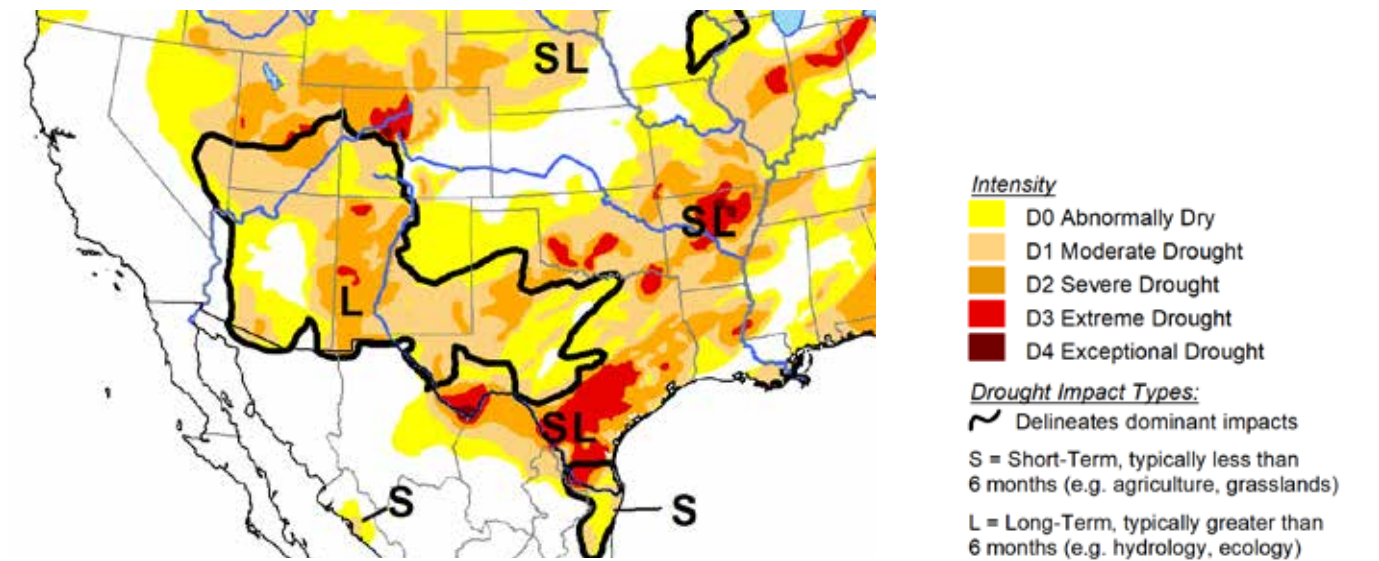 SL
SL
L
SL
S
S
Intensity
D0 Abnormally Dry
D1 Moderate Drought
D2 Severe Drought
D3 Extreme Drought
D4 Exceptional Drought
Drought Impact Types:
Delineates dominant impacts
S = Short-Term, typically less than
6 months (e.g. agriculture, grasslands)
L = Long-Term, typically greater than
6 months (e.g. hydrology, ecology)